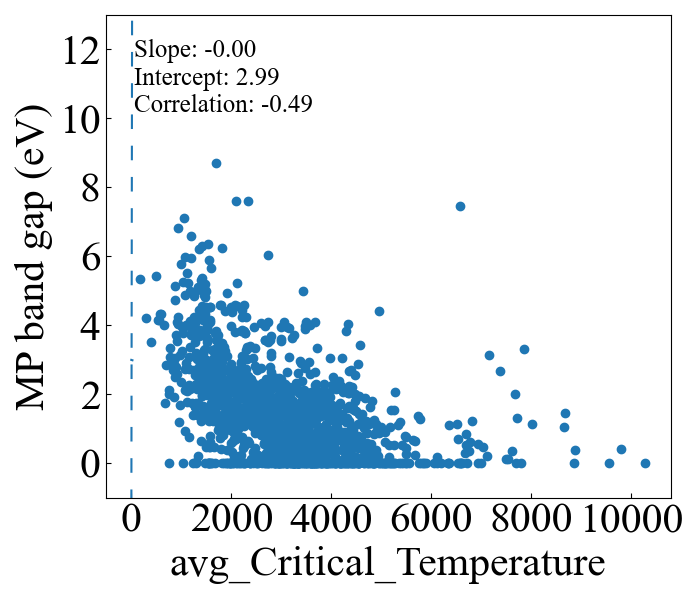 Slope: -0.00
Intercept: 2.99
Correlation: -0.49
MP band gap (eV)
12
10
8
6
4
2
0
0 2000 4000 6000 8000 10000
avg_Critical_Temperature